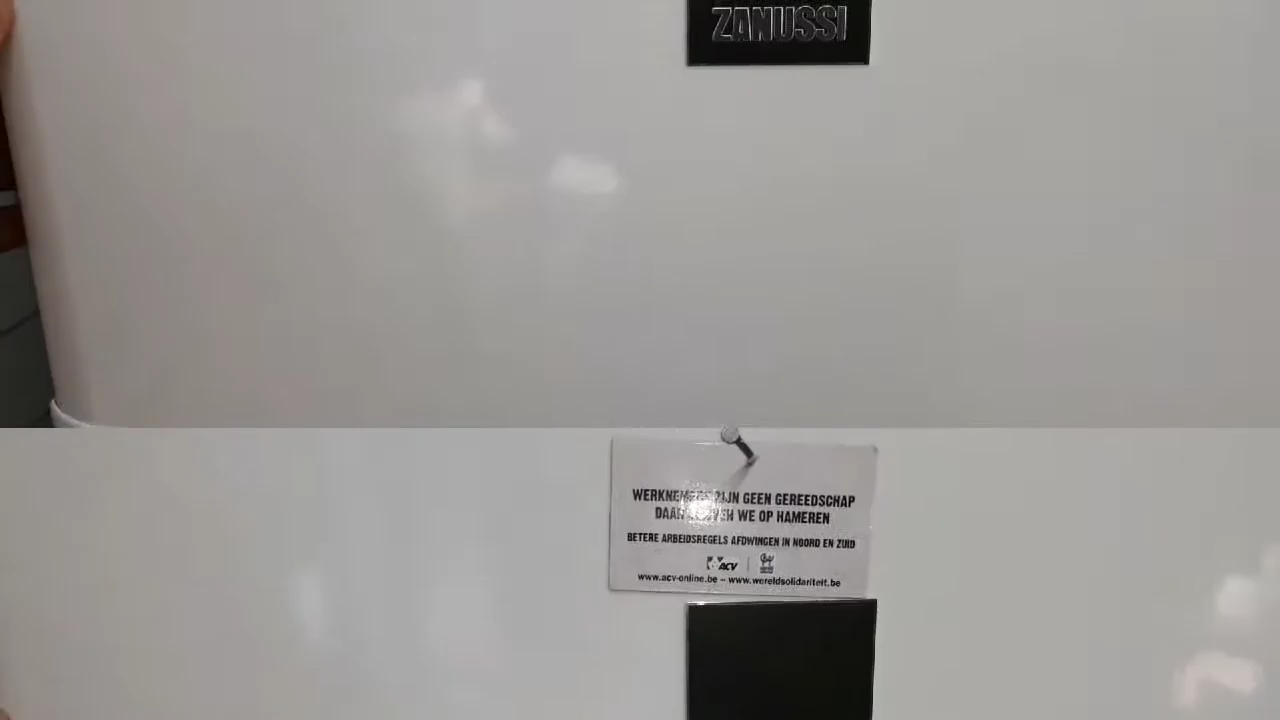 ZANUSSI
WERKNEMERS ZIJN GEEN GEREEDSCHAP
DAAR WE OP HAMEREN
BETERE ARBEIDSREGELS AFDWINGEN IN NOORD EN ZUID
ACV
www.acv-online.be – www.wereldsolidariteit.be